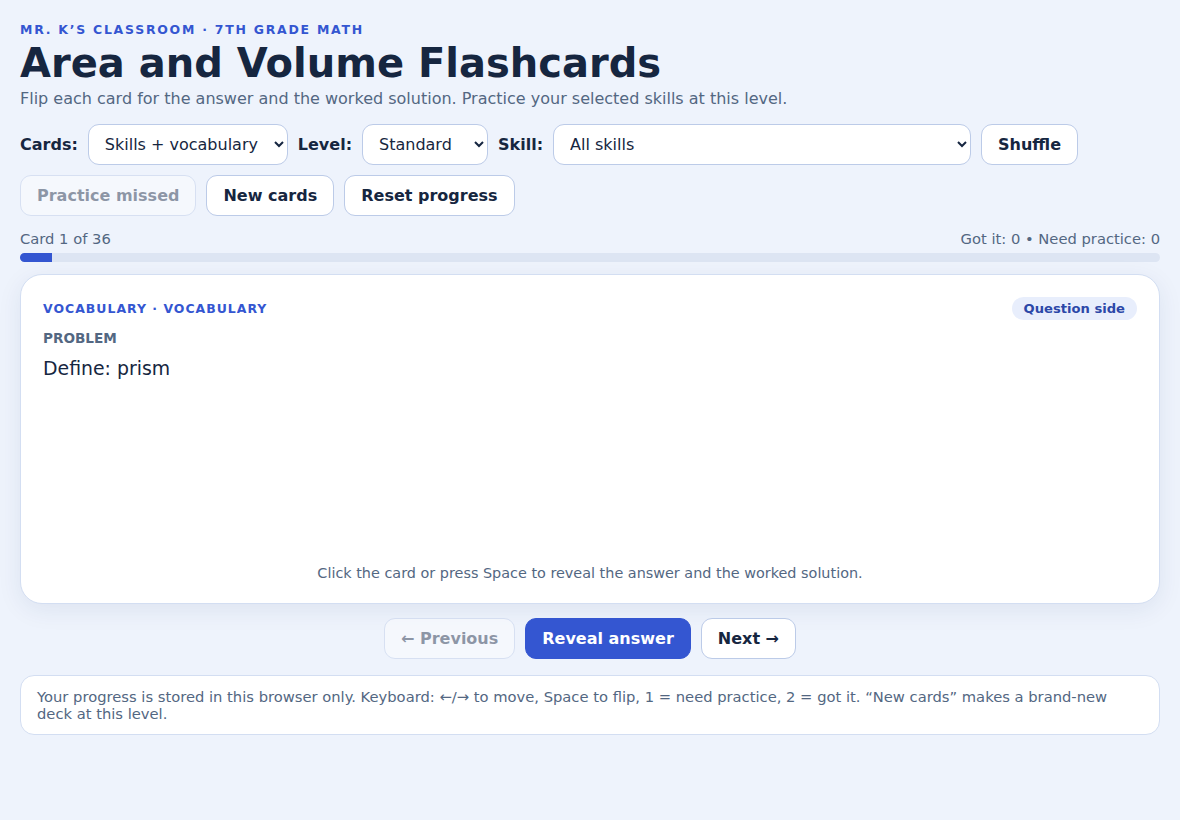 MR. K’S CLASSROOM · 7TH GRADE MATH
Area and Volume Flashcards
Flip each card for the answer and the worked solution. Practice your selected skills at this level.
Cards: Skills + vocabulary Level: Standard Skill: All skills Shuffle
Practice missed New cards Reset progress
Card 1 of 36 Got it: 0 • Need practice: 0
VOCABULARY · VOCABULARY Question side
PROBLEM
Define: prism
Click the card or press Space to reveal the answer and the worked solution.
← Previous Reveal answer Next →
Your progress is stored in this browser only. Keyboard: ←/→ to move, Space to flip, 1 = need practice, 2 = got it. “New cards” makes a brand-new
deck at this level.